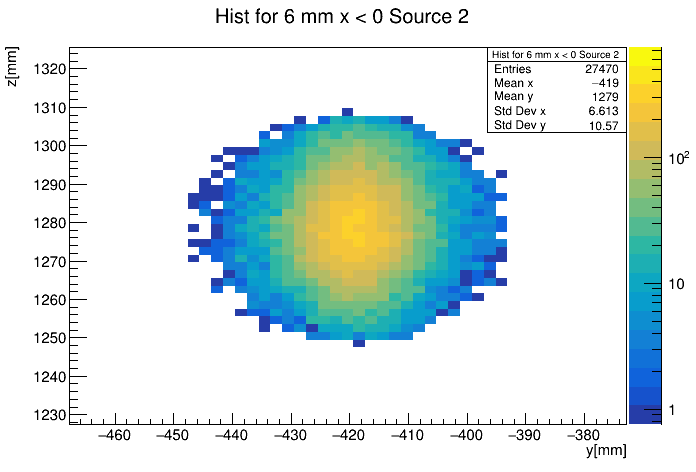 Hist for 6 mm x < 0 Source 2
z[mm]
Hist for 6 mm x < 0 Source 2
Entries 27470
Mean x −419
Mean y 1279
Std Dev x 6.613
Std Dev y 10.57
1320
1310
1300
1290
1280
1270
1260
1250
1240
1230
10²
10
1
−460 −450 −440 −430 −420 −410 −400 −390 −380
y[mm]